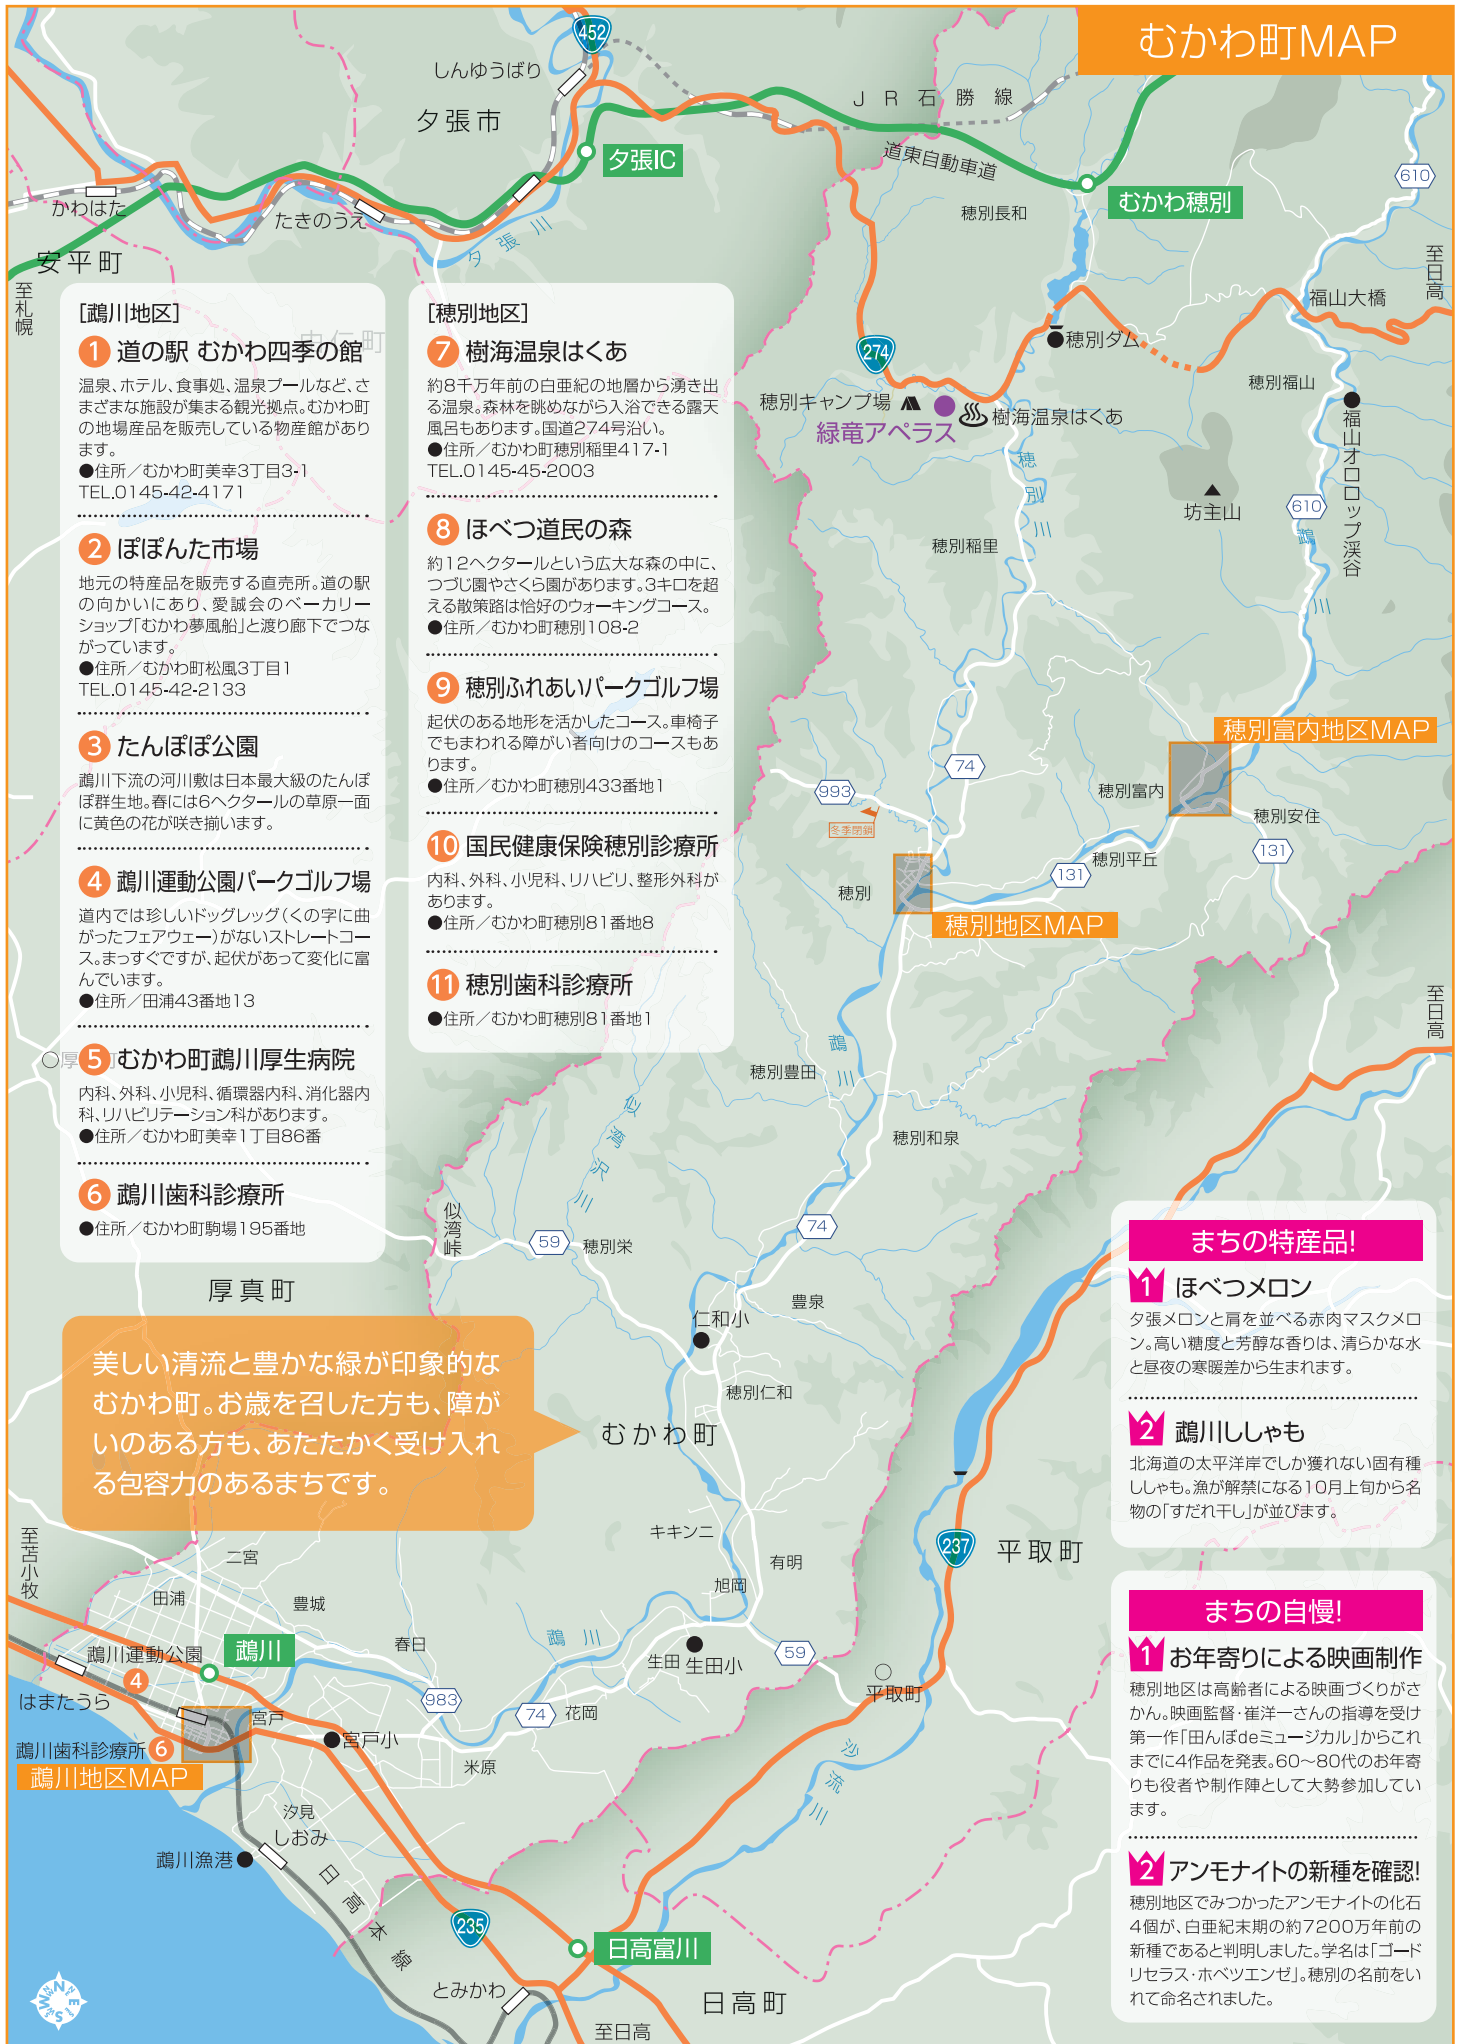 むかわ町MAP
452
しんゆうばり
夕張市
JR石勝線
夕張IC
道東自動車道
610
かわはた
たきのうえ
夕張川
穂別長和
むかわ穂別
安平町
至札幌
至日高
福山大橋
穂別ダム
274
穂別福山
穂別キャンプ場
緑竜アペラス
樹海温泉はくあ
福山オロロップ渓谷
穂別川
坊主山
610
鵡川
穂別稲里
[鵡川地区]
1 道の駅 むかわ四季の館
温泉、ホテル、食事処、温泉プールなど、さ
まざまな施設が集まる観光拠点。むかわ町
の地場産品を販売している物産館があり
ます。
●住所／むかわ町美幸3丁目3-1
TEL.0145-42-4171
2 ぽぽんた市場
地元の特産品を販売する直売所。道の駅
の向かいにあり、愛誠会のベーカリー
ショップ「むかわ夢風船」と渡り廊下でつな
がっています。
●住所／むかわ町松風3丁目1
TEL.0145-42-2133
3 たんぽぽ公園
鵡川下流の河川敷は日本最大級のたんぽ
ぽ群生地。春には6ヘクタールの草原一面
に黄色の花が咲き揃います。
4 鵡川運動公園パークゴルフ場
道内では珍しいドッグレッグ（くの字に曲
がったフェアウェー）がないストレートコー
ス。まっすぐですが、起伏があって変化に富
んでいます。
●住所／田浦43番地13
5 むかわ町鵡川厚生病院
内科、外科、小児科、循環器内科、消化器内
科、リハビリテーション科があります。
●住所／むかわ町美幸1丁目86番
6 鵡川歯科診療所
●住所／むかわ町駒場195番地
[穂別地区]
7 樹海温泉はくあ
約8千万年前の白亜紀の地層から湧き出
る温泉。森林を眺めながら入浴できる露天
風呂もあります。国道274号沿い。
●住所／むかわ町穂別稲里417-1
TEL.0145-45-2003
8 ほべつ道民の森
約12ヘクタールという広大な森の中に、
つづじ園やさくら園があります。3キロを超
える散策路は恰好のウォーキングコース。
●住所／むかわ町穂別108-2
9 穂別ふれあいパークゴルフ場
起伏のある地形を活かしたコース。車椅子
でもまわれる障がい者向けのコースもあ
ります。
●住所／むかわ町穂別433番地1
10 国民健康保険穂別診療所
内科、外科、小児科、リハビリ、整形外科が
あります。
●住所／むかわ町穂別81番地8
11 穂別歯科診療所
●住所／むかわ町穂別81番地1
穂別富内地区MAP
74
993
冬季閉鎖
穂別富内
穂別安住
131
穂別平丘
131
穂別
穂別地区MAP
至日高
鵡川
穂別豊田
似湾沢川
穂別和泉
似湾峠
59
穂別栄
74
厚真町
豊泉
仁和小
穂別仁和
むかわ町
美しい清流と豊かな緑が印象的な
むかわ町。お歳を召した方も、障が
いのある方も、あたたかく受け入れ
る包容力のあるまちです。
まちの特産品!
1 ほべつメロン
夕張メロンと肩を並べる赤肉マスクメロ
ン。高い糖度と芳醇な香りは、清らかな水
と昼夜の寒暖差から生まれます。
2 鵡川ししゃも
北海道の太平洋岸でしか獲れない固有種
ししゃも。漁が解禁になる10月上旬から名
物の「すだれ干し」が並びます。
まちの自慢!
1 お年寄りによる映画制作
穂別地区は高齢者による映画づくりがさ
かん。映画監督・崔洋一さんの指導を受け
第一作「田んぼdeミュージカル」からこれ
までに4作品を発表。60〜80代のお年寄
りも役者や制作陣として大勢参加してい
ます。
2 アンモナイトの新種を確認!
穂別地区でみつかったアンモナイトの化石
4個が、白亜紀末期の約7200万年前の
新種であると判明しました。学名は「ゴード
リセラス・ホベツエンゼ」。穂別の名前をい
れて命名されました。
至苫小牧
二宮
田浦
豊城
キキンニ
有明
旭岡
237
平取町
鵡川運動公園
鵡川
春日
鵡川
生田
生田小
59
4
はまたうら
983
74
花岡
平取町
宮戸
宮戸小
鵡川歯科診療所 6
鵡川地区MAP
米原
沙流川
汐見
しおみ
鵡川漁港
日高本線
235
日高富川
とみかわ
日高町
至日高
N
E
S
W